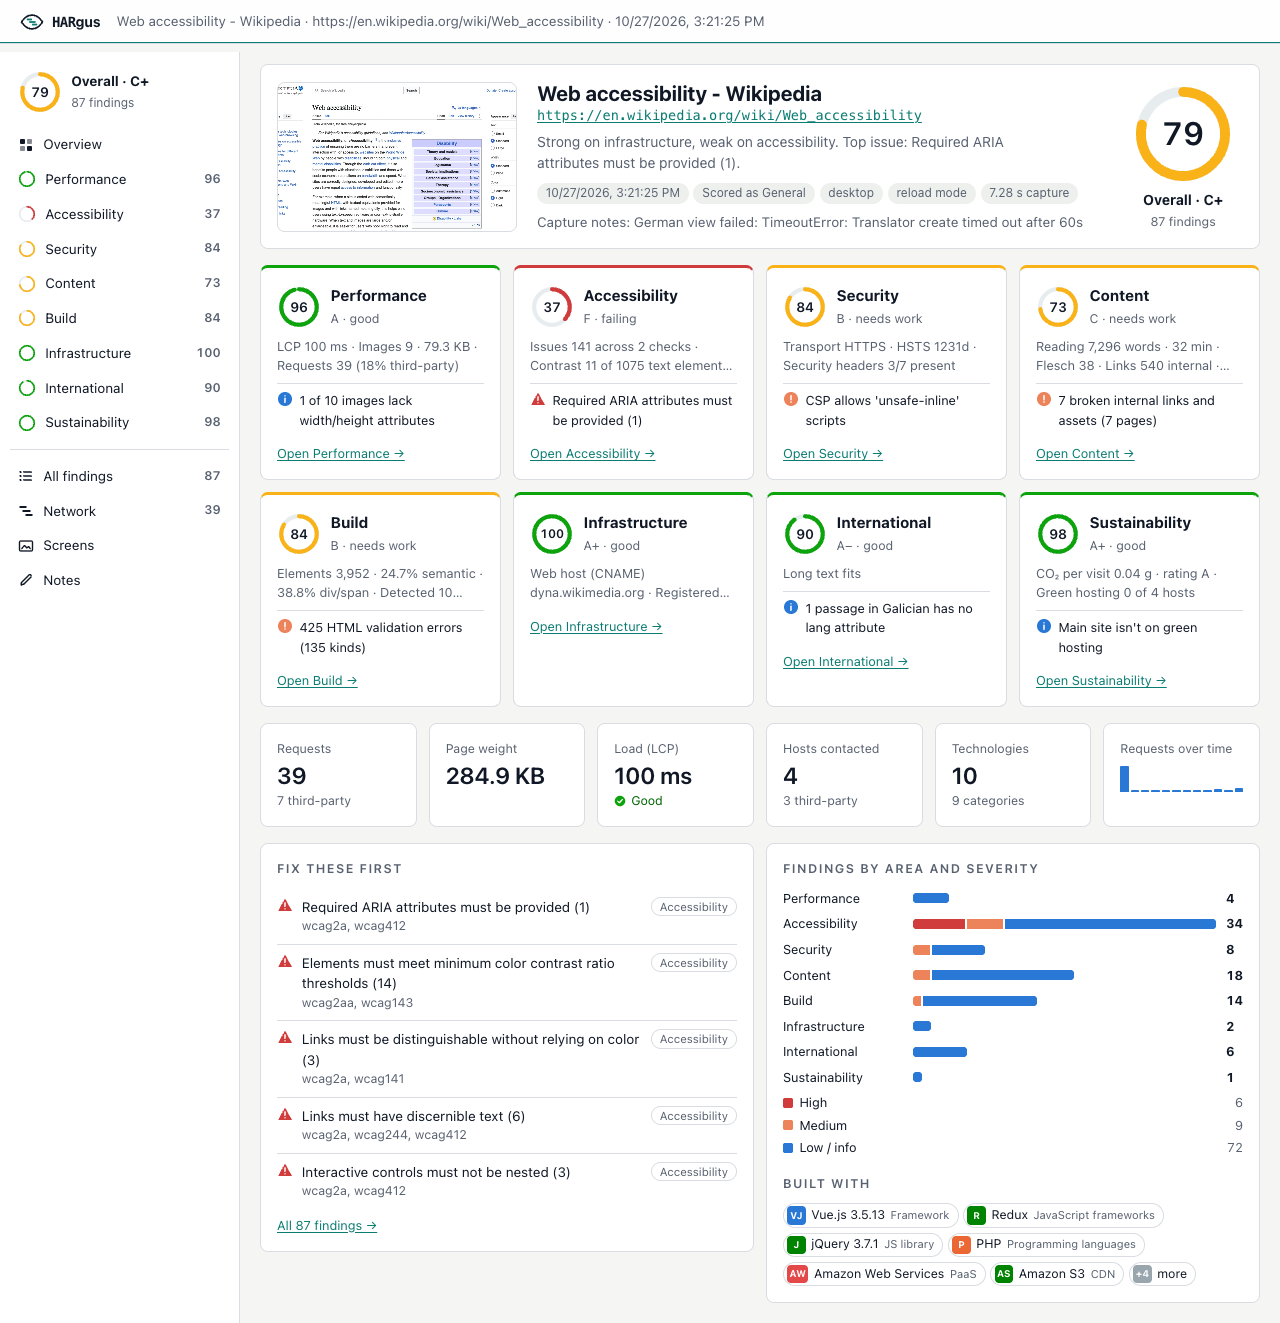 HARgus Web accessibility - Wikipedia · https://en.wikipedia.org/wiki/Web_accessibility · 10/27/2026, 3:21:25 PM
79 Overall · C+
87 findings
Overview
Performance 96
Accessibility 37
Security 84
Content 73
Build 84
Infrastructure 100
International 90
Sustainability 98
All findings 87
Network 39
Screens
Notes
Web accessibility
Disability
Web accessibility - Wikipedia
https://en.wikipedia.org/wiki/Web_accessibility
Strong on infrastructure, weak on accessibility. Top issue: Required ARIA
attributes must be provided (1).
10/27/2026, 3:21:25 PM Scored as General desktop reload mode 7.28 s capture
Capture notes: German view failed: TimeoutError: Translator create timed out after 60s
79
Overall · C+
87 findings
96 Performance
A · good
LCP 100 ms · Images 9 · 79.3 KB ·
Requests 39 (18% third-party)
1 of 10 images lack
width/height attributes
Open Performance →
37 Accessibility
F · failing
Issues 141 across 2 checks ·
Contrast 11 of 1075 text element...
Required ARIA attributes must
be provided (1)
Open Accessibility →
84 Security
B · needs work
Transport HTTPS · HSTS 1231d ·
Security headers 3/7 present
CSP allows 'unsafe-inline'
scripts
Open Security →
73 Content
C · needs work
Reading 7,296 words · 32 min ·
Flesch 38 · Links 540 internal ·...
7 broken internal links and
assets (7 pages)
Open Content →
84 Build
B · needs work
Elements 3,952 · 24.7% semantic ·
38.8% div/span · Detected 10...
425 HTML validation errors
(135 kinds)
Open Build →
100 Infrastructure
A+ · good
Web host (CNAME)
dyna.wikimedia.org · Registered...
Open Infrastructure →
90 International
A− · good
Long text fits
1 passage in Galician has no
lang attribute
Open International →
98 Sustainability
A+ · good
CO₂ per visit 0.04 g · rating A ·
Green hosting 0 of 4 hosts
Main site isn't on green
hosting
Open Sustainability →
Requests
39
7 third-party
Page weight
284.9 KB
Load (LCP)
100 ms
Good
Hosts contacted
4
3 third-party
Technologies
10
9 categories
Requests over time
FIX THESE FIRST
Required ARIA attributes must be provided (1) Accessibility
wcag2a, wcag412
Elements must meet minimum color contrast ratio Accessibility
thresholds (14)
wcag2aa, wcag143
Links must be distinguishable without relying on color Accessibility
(3)
wcag2a, wcag141
Links must have discernible text (6) Accessibility
wcag2a, wcag244, wcag412
Interactive controls must not be nested (3) Accessibility
wcag2a, wcag412
All 87 findings →
FINDINGS BY AREA AND SEVERITY
Performance 4
Accessibility 34
Security 8
Content 18
Build 14
Infrastructure 2
International 6
Sustainability 1
High 6
Medium 9
Low / info 72
BUILT WITH
VJ Vue.js 3.5.13 Framework R Redux JavaScript frameworks
J jQuery 3.7.1 JS library P PHP Programming languages
AW Amazon Web Services PaaS AS Amazon S3 CDN +4 more